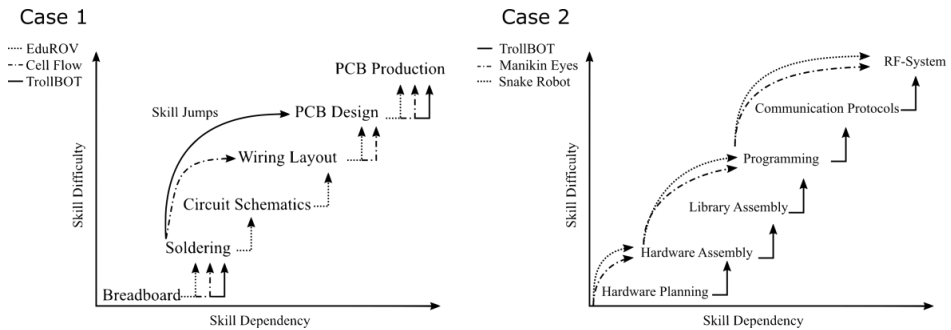 Case 1
EduROV
Cell Flow
TrollBOT
PCB Production
Skill Jumps
PCB Design
Wiring Layout
Circuit Schematics
Soldering
Breadboard
Skill Difficulty
Skill Dependency
Case 2
TrollBOT
Manikin Eyes
Snake Robot
RF-System
Communication Protocols
Programming
Library Assembly
Hardware Assembly
Hardware Planning
Skill Difficulty
Skill Dependency